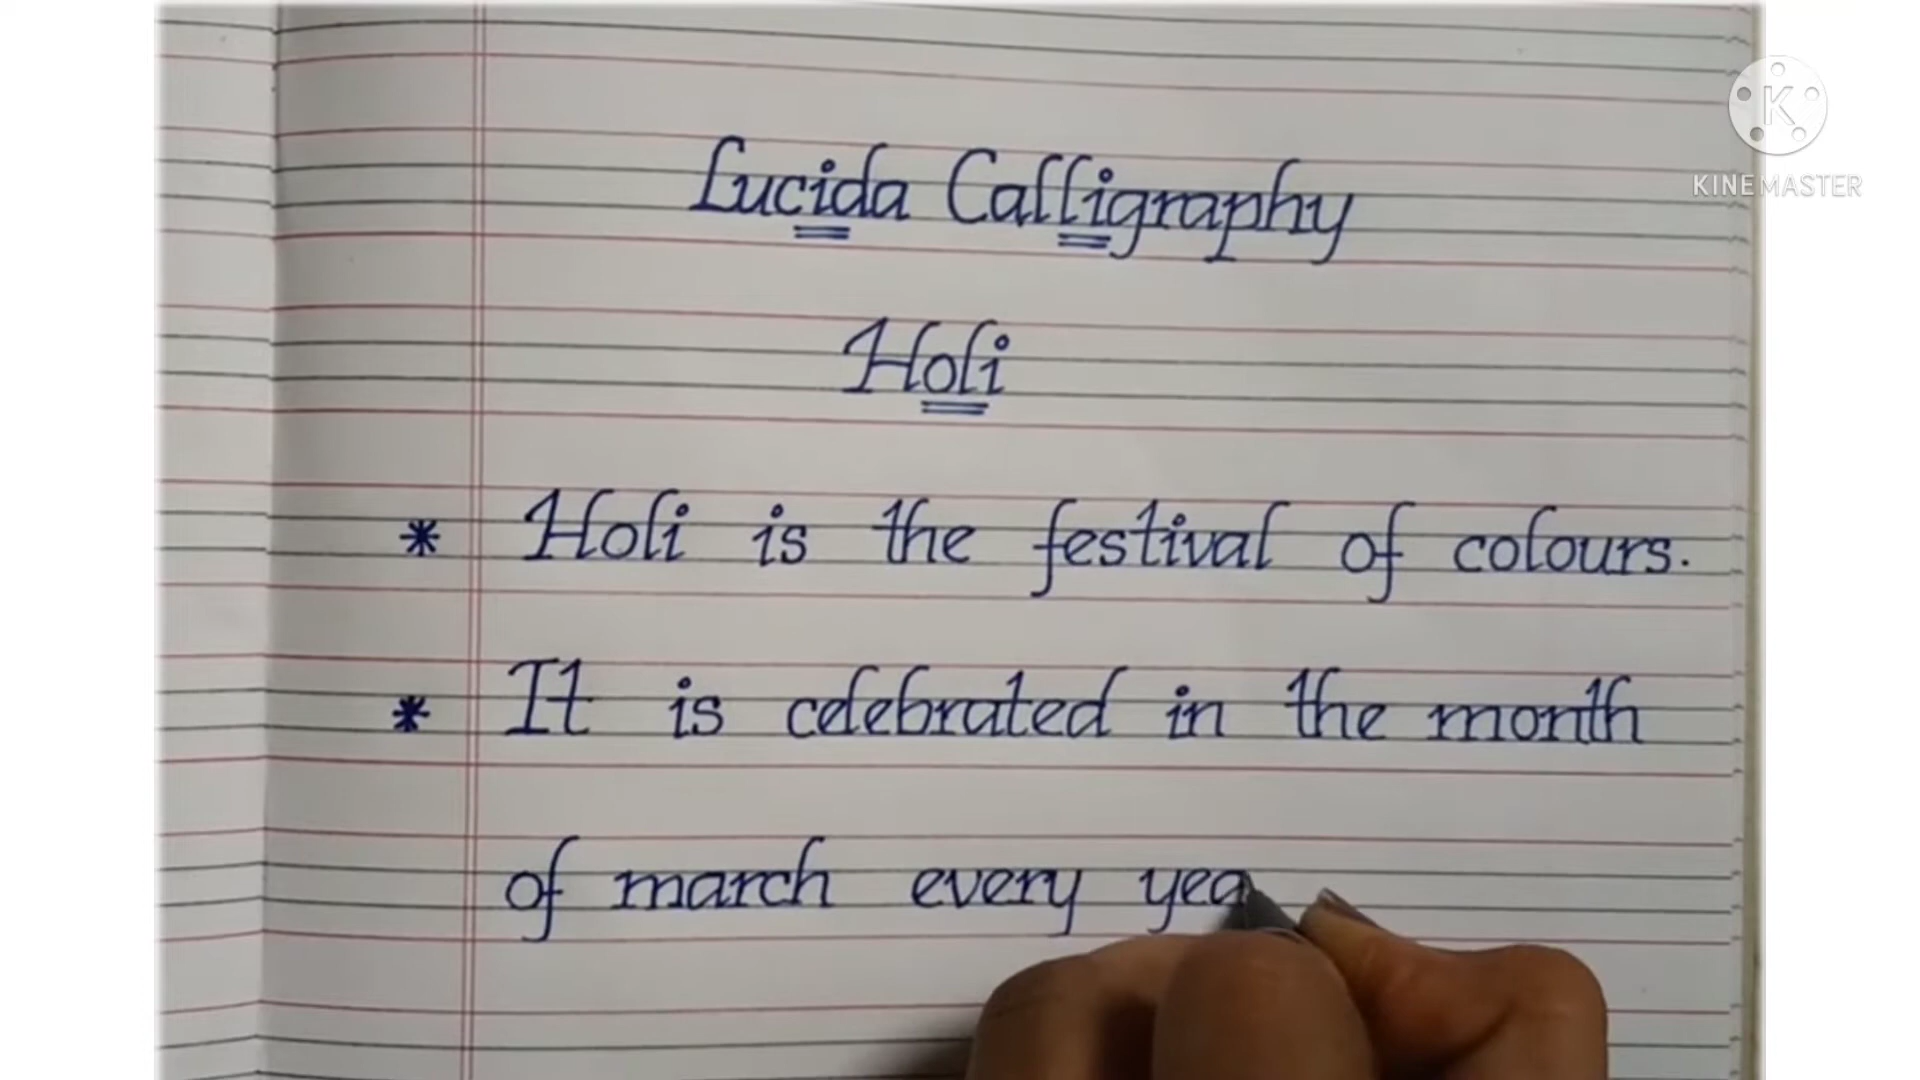 Lucida Calligraphy
Holi
* Holi is the festival of colours.
* It is celebrated in the month
of march every yea
KINEMASTER